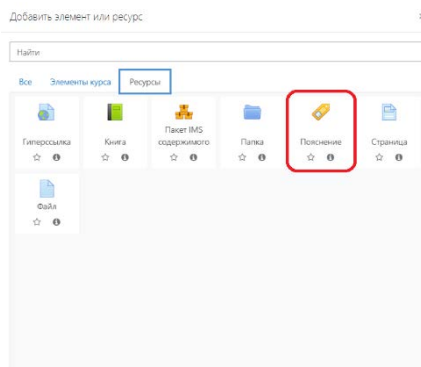 Добавить элемент или ресурс
Найти
Все Элементы курса Ресурсы
Гиперссылка Книга Пакет IMS содержимого Папка Пояснение Страница
Файл